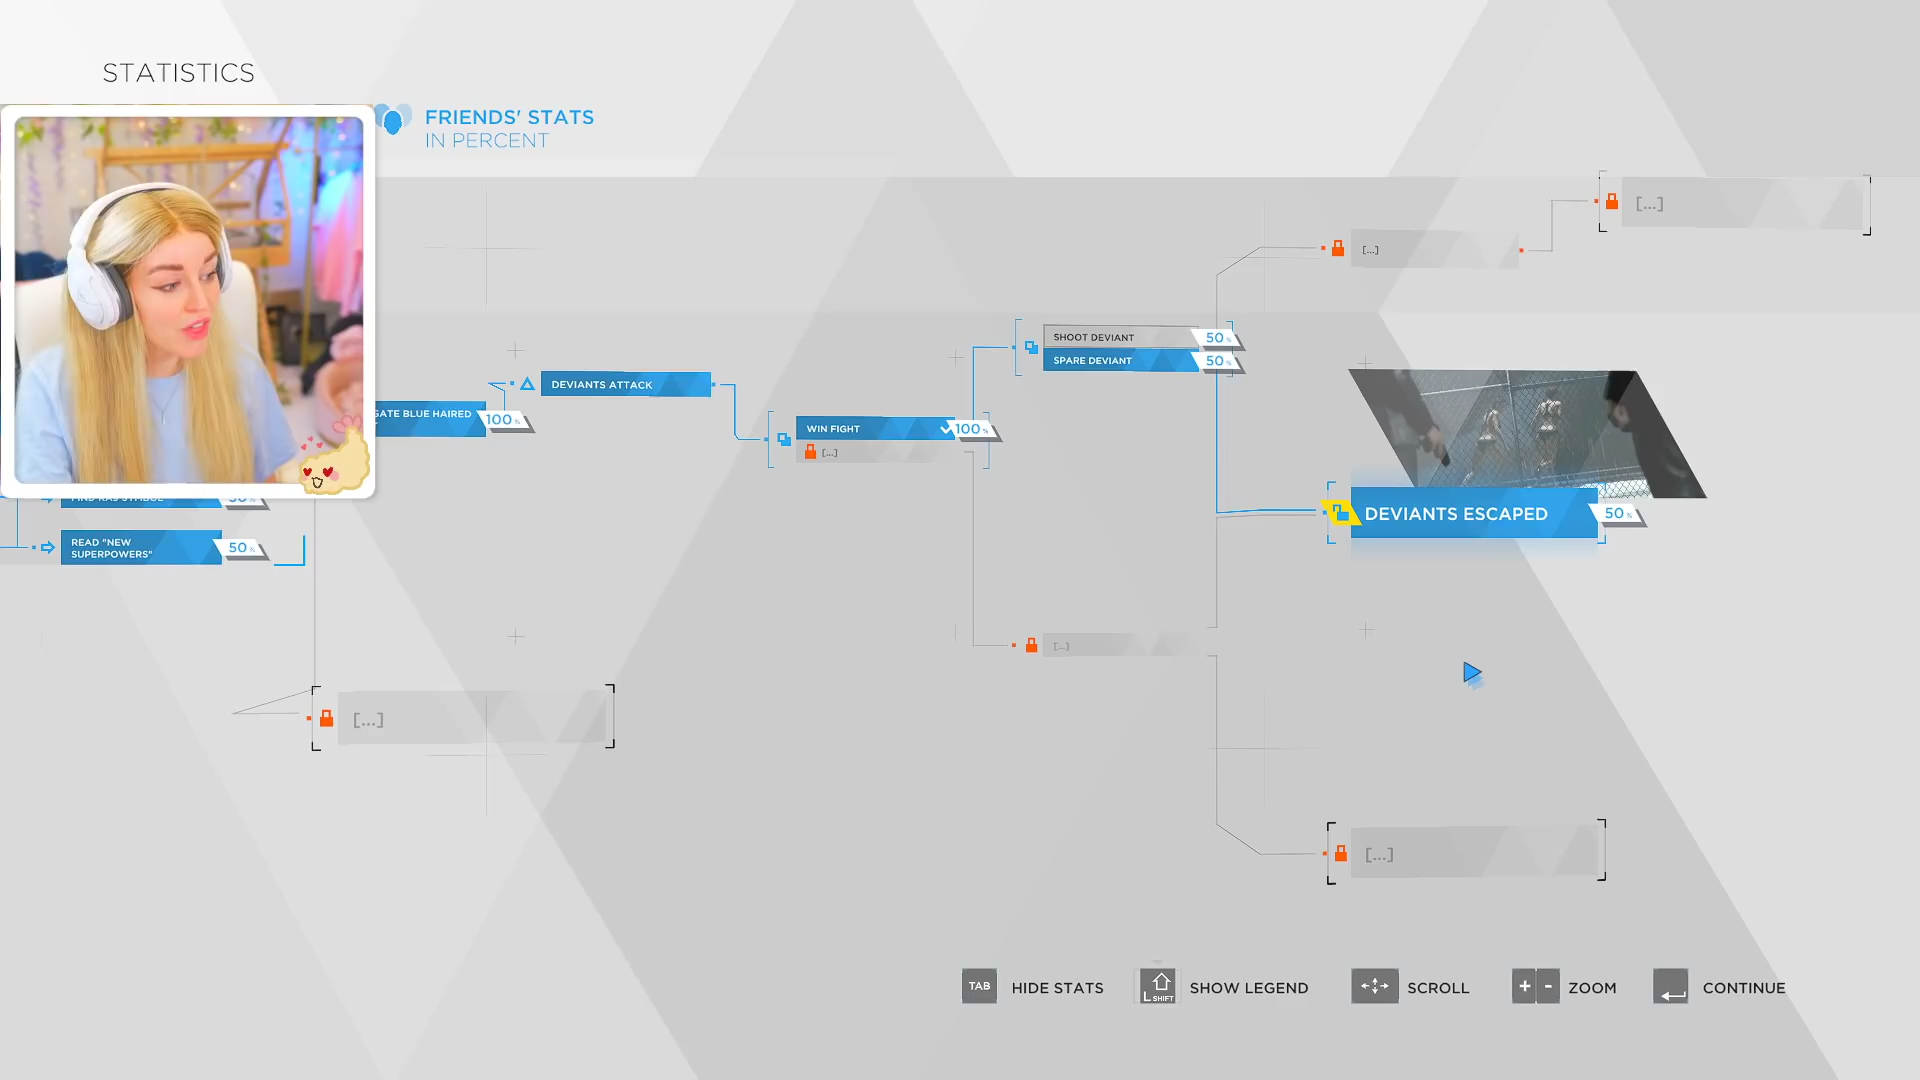 STATISTICS
FRIENDS' STATS
IN PERCENT
[...]
[...]
SHOOT DEVIANT 50 %
SPARE DEVIANT 50 %
DEVIANTS ATTACK
GATE BLUE HAIRED
100 %
WIN FIGHT 100 %
[...]
DEVIANTS ESCAPED 50 %
READ "NEW
SUPERPOWERS" 50 %
[...]
[...]
[...]
TAB HIDE STATS L SHIFT SHOW LEGEND SCROLL + - ZOOM CONTINUE